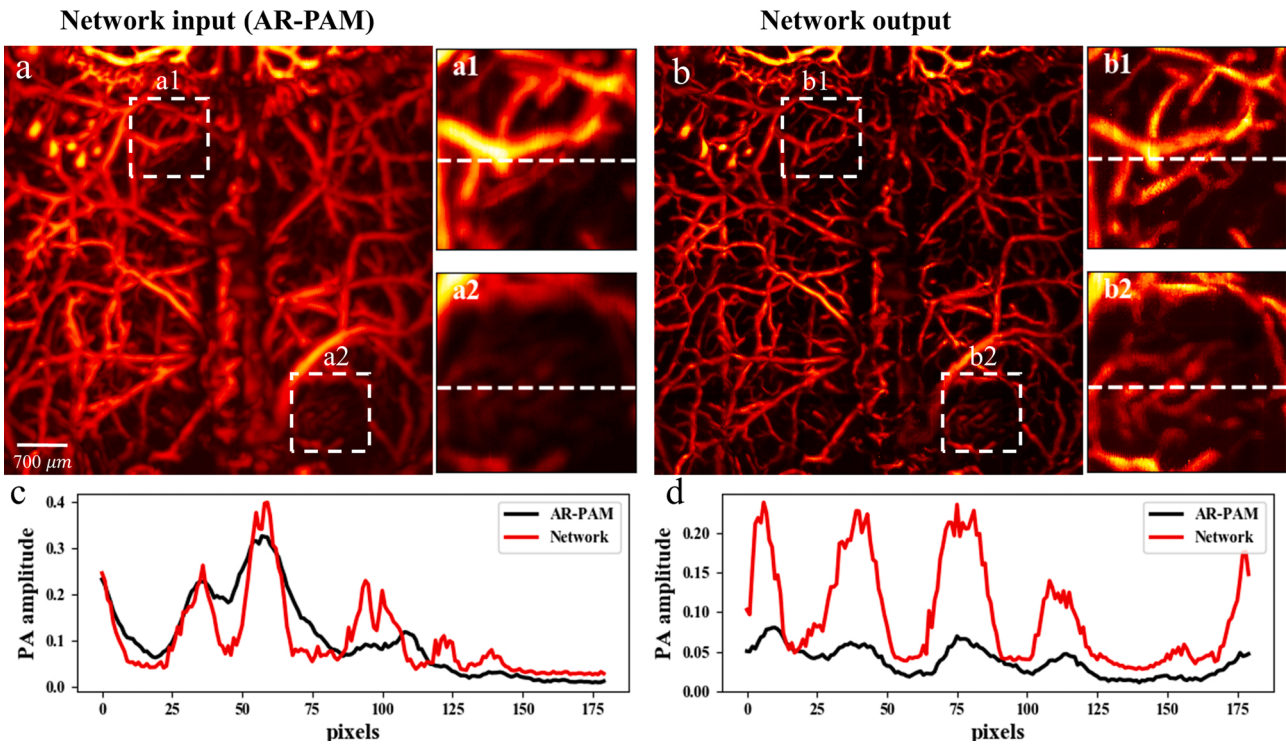 Network input (AR-PAM)
Network output
a
a1
a1
a2
a2
700 μm
b
b1
b1
b2
b2
c
0.4
0.3
0.2
0.1
0.0
PA amplitude
AR-PAM
Network
0
25
50
75
100
125
150
175
pixels
d
0.20
0.15
0.10
0.05
0.00
PA amplitude
AR-PAM
Network
0
25
50
75
100
125
150
175
pixels